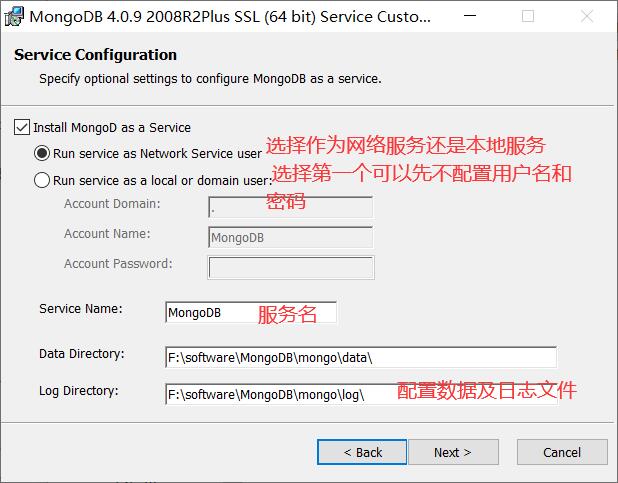 MongoDB 4.0.9 2008R2Plus SSL (64 bit) Service Custo...
Service Configuration
Specify optional settings to configure MongoDB as a service.
Install MongoD as a Service
Run service as Network Service user
选择作为网络服务还是本地服务
Run service as a local or domain user:
选择第一个可以先不配置用户名和
密码
Account Domain:
.
Account Name:
MongoDB
Account Password:
Service Name:
MongoDB
服务名
Data Directory:
F:\software\MongoDB\mongo\data\
Log Directory:
F:\software\MongoDB\mongo\log\
配置数据及日志文件
< Back
Next >
Cancel